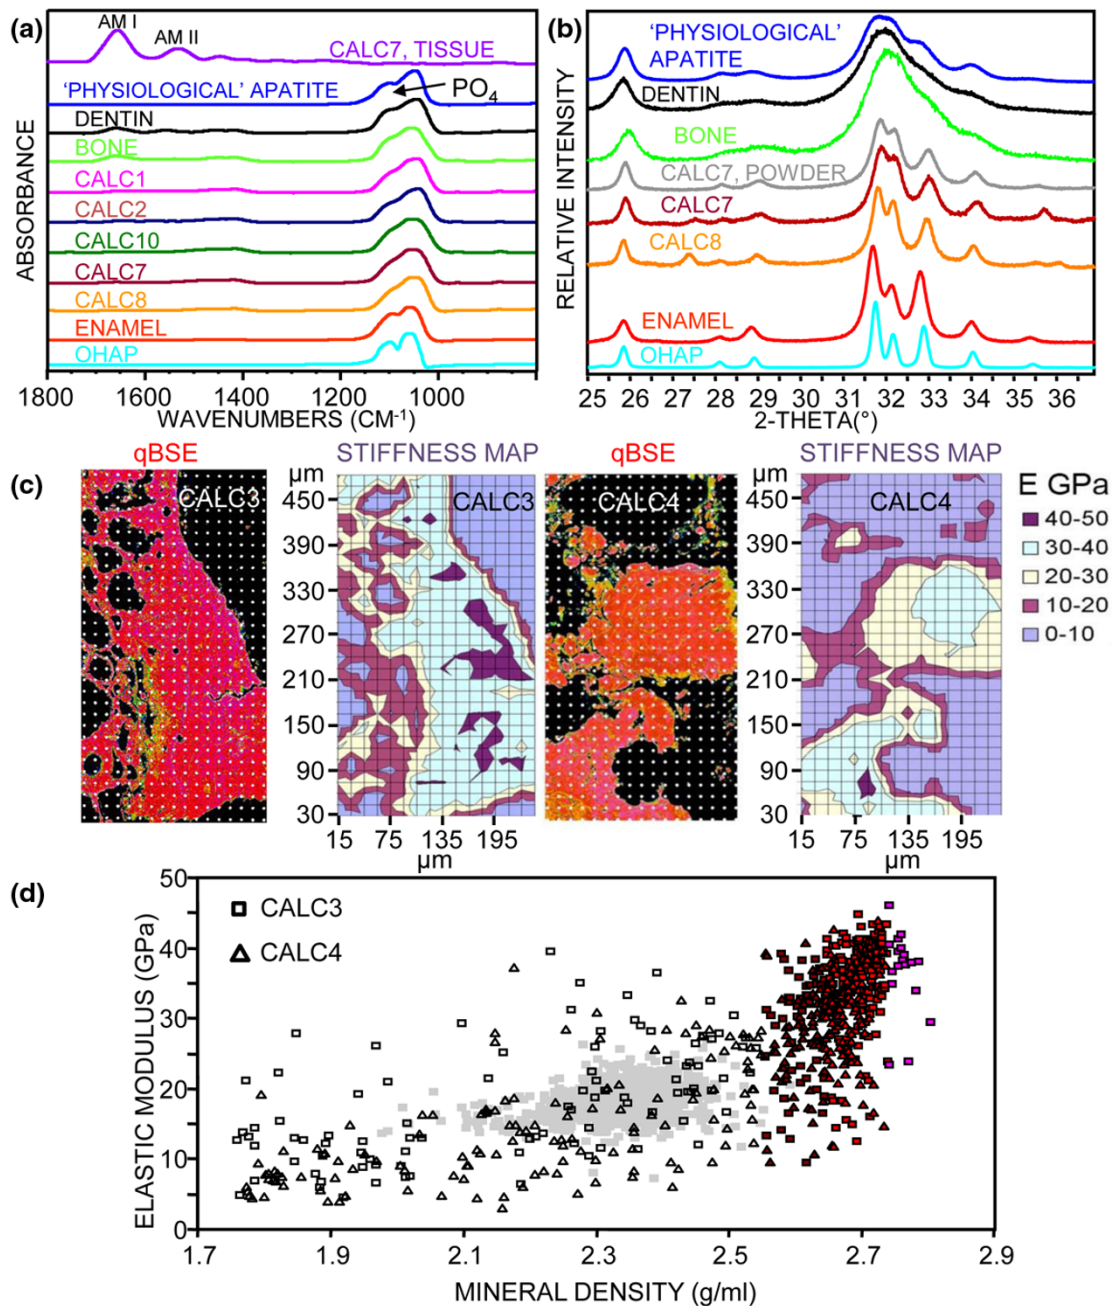 (a)
AM I
AM II
CALC7, TISSUE
'PHYSIOLOGICAL' APATITE
PO4
DENTIN
BONE
CALC1
CALC2
CALC10
CALC7
CALC8
ENAMEL
OHAP
ABSORBANCE
1800 1600 1400 1200 1000
WAVENUMBERS (CM-1)
(b)
'PHYSIOLOGICAL'
APATITE
DENTIN
BONE
CALC7, POWDER
CALC7
CALC8
ENAMEL
OHAP
RELATIVE INTENSITY
25 26 27 28 29 30 31 32 33 34 35 36
2-THETA(°)
(c)
qBSE
CALC3
STIFFNESS MAP
CALC3
µm
450
390
330
270
210
150
90
30
15 75 135 195
µm
qBSE
CALC4
STIFFNESS MAP
CALC4
µm
450
390
330
270
210
150
90
30
15 75 135 195
µm
E GPa
40-50
30-40
20-30
10-20
0-10
(d)
CALC3
CALC4
ELASTIC MODULUS (GPa)
50
40
30
20
10
0
1.7 1.9 2.1 2.3 2.5 2.7 2.9
MINERAL DENSITY (g/ml)